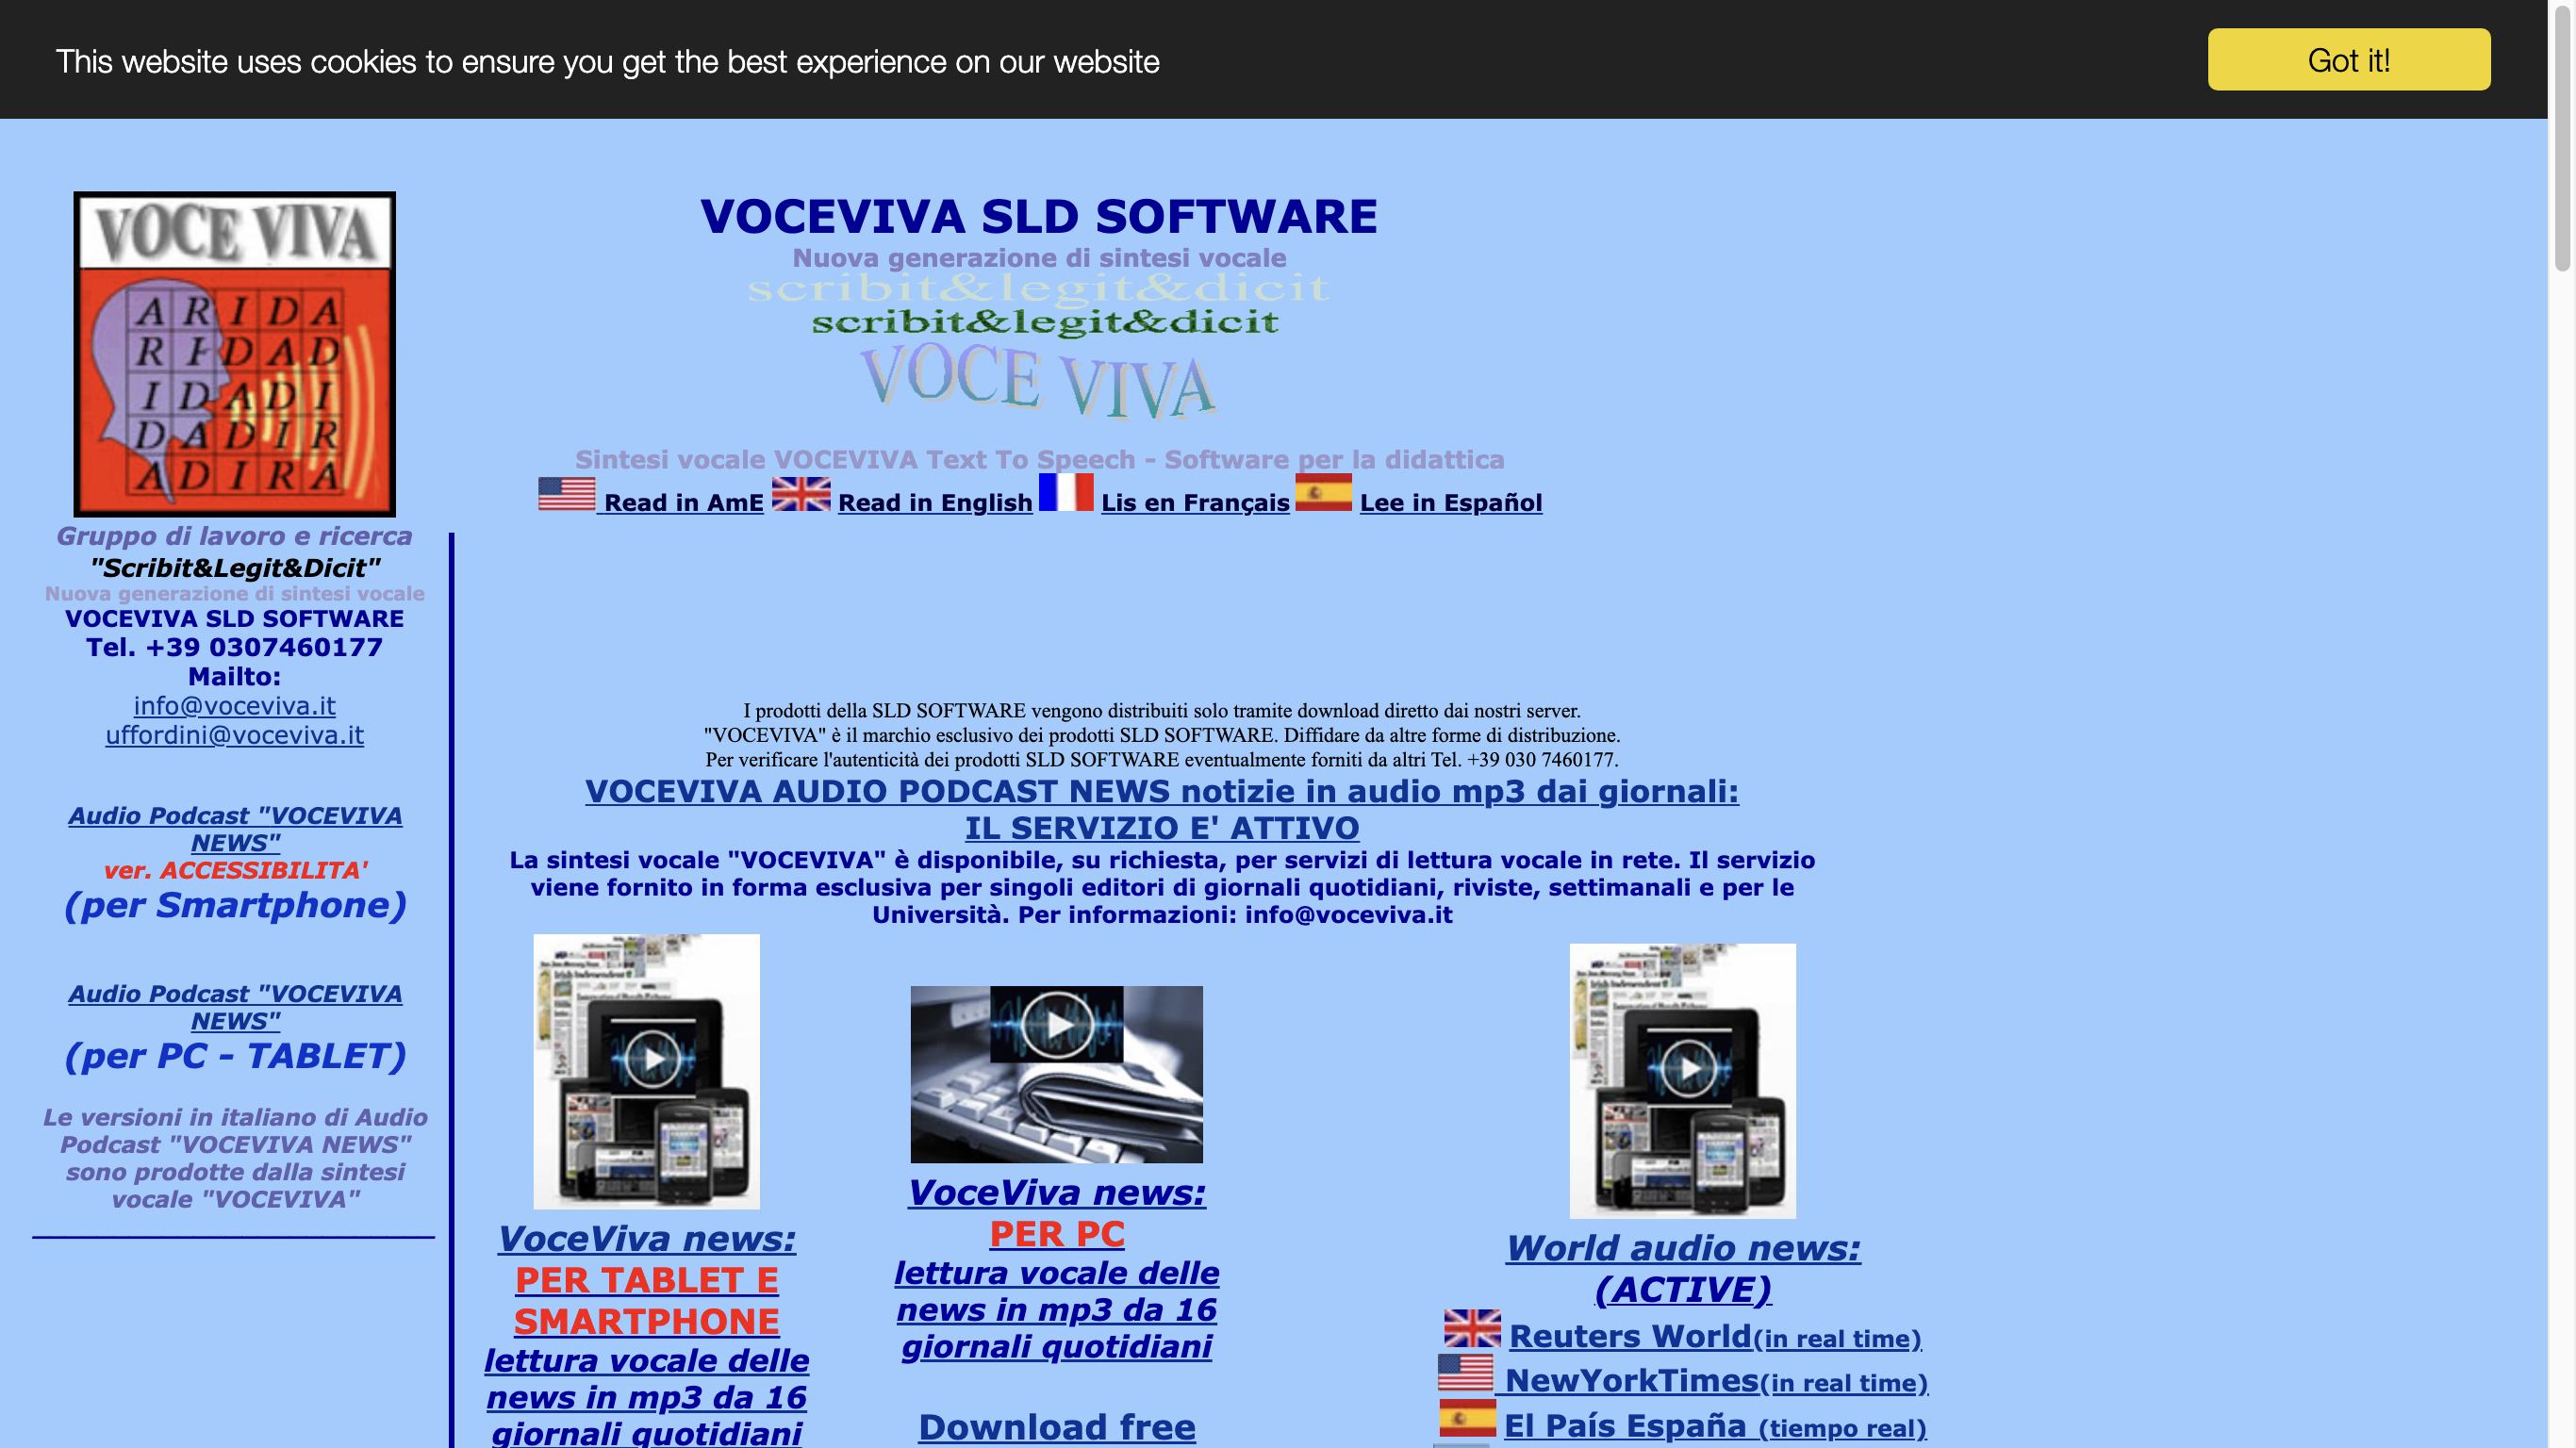 This website uses cookies to ensure you get the best experience on our website
Got it!
VOCE VIVA
A R I D A
R I D A D
I D A D I
D A D I R
A D I R A
Gruppo di lavoro e ricerca
"Scribit&Legit&Dicit"
Nuova generazione di sintesi vocale
VOCEVIVA SLD SOFTWARE
Tel. +39 0307460177
Mailto:
info@voceviva.it
uffordini@voceviva.it
Audio Podcast "VOCEVIVA
NEWS"
ver. ACCESSIBILITA'
(per Smartphone)
Audio Podcast "VOCEVIVA
NEWS"
(per PC - TABLET)
Le versioni in italiano di Audio
Podcast "VOCEVIVA NEWS"
sono prodotte dalla sintesi
vocale "VOCEVIVA"
VOCEVIVA SLD SOFTWARE
Nuova generazione di sintesi vocale
scribit&legit&dicit
scribit&legit&dicit
VOCE VIVA
Sintesi vocale VOCEVIVA Text To Speech - Software per la didattica
Read in AmE Read in English Lis en Français Lee in Español
I prodotti della SLD SOFTWARE vengono distribuiti solo tramite download diretto dai nostri server.
"VOCEVIVA" è il marchio esclusivo dei prodotti SLD SOFTWARE. Diffidare da altre forme di distribuzione.
Per verificare l'autenticità dei prodotti SLD SOFTWARE eventualmente forniti da altri Tel. +39 030 7460177.
VOCEVIVA AUDIO PODCAST NEWS notizie in audio mp3 dai giornali:
IL SERVIZIO E' ATTIVO
La sintesi vocale "VOCEVIVA" è disponibile, su richiesta, per servizi di lettura vocale in rete. Il servizio
viene fornito in forma esclusiva per singoli editori di giornali quotidiani, riviste, settimanali e per le
Università. Per informazioni: info@voceviva.it
VoceViva news:
PER TABLET E
SMARTPHONE
lettura vocale delle
news in mp3 da 16
giornali quotidiani
VoceViva news:
PER PC
lettura vocale delle
news in mp3 da 16
giornali quotidiani
Download free
World audio news:
(ACTIVE)
Reuters World(in real time)
NewYorkTimes(in real time)
El País España (tiempo real)